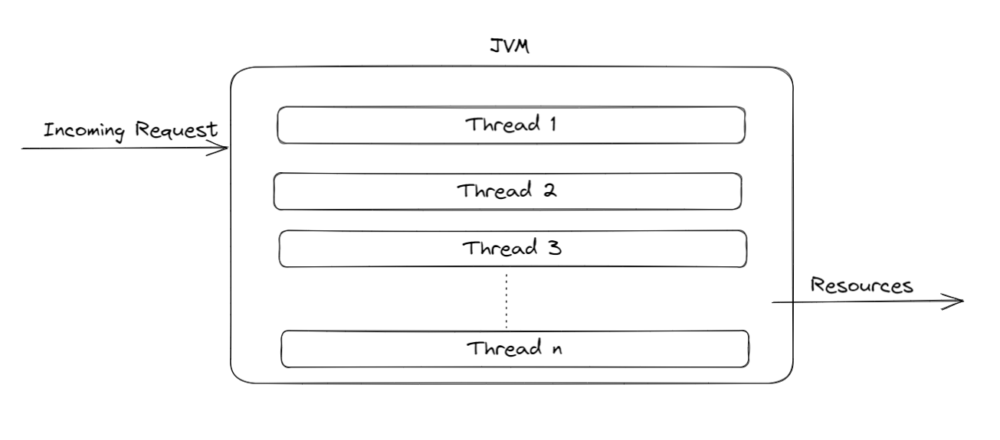 JVM
Incoming Request
Thread 1
Thread 2
Thread 3
Resources
Thread n